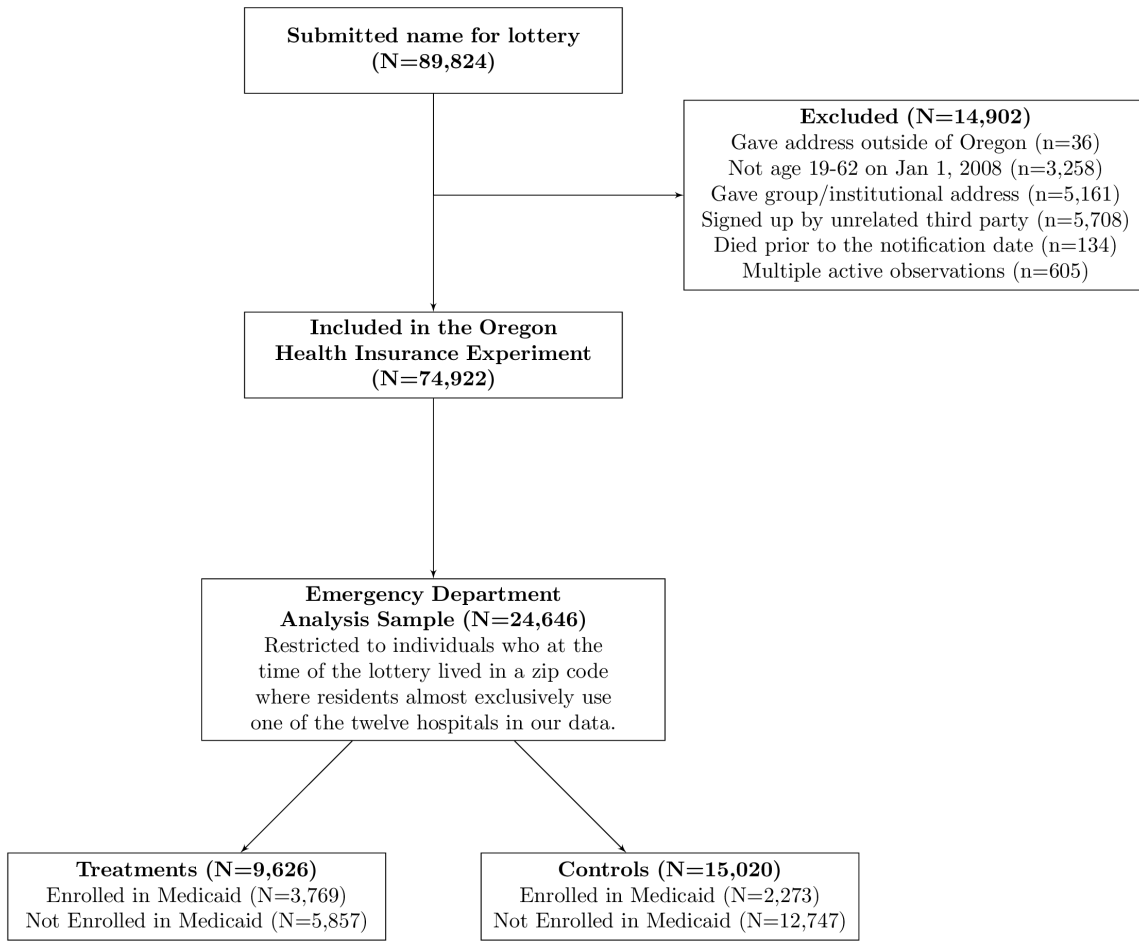 Submitted name for lottery
(N=89,824)
Excluded (N=14,902)
Gave address outside of Oregon (n=36)
Not age 19-62 on Jan 1, 2008 (n=3,258)
Gave group/institutional address (n=5,161)
Signed up by unrelated third party (n=5,708)
Died prior to the notification date (n=134)
Multiple active observations (n=605)
Included in the Oregon
Health Insurance Experiment
(N=74,922)
Emergency Department
Analysis Sample (N=24,646)
Restricted to individuals who at the
time of the lottery lived in a zip code
where residents almost exclusively use
one of the twelve hospitals in our data.
Treatments (N=9,626)
Enrolled in Medicaid (N=3,769)
Not Enrolled in Medicaid (N=5,857)
Controls (N=15,020)
Enrolled in Medicaid (N=2,273)
Not Enrolled in Medicaid (N=12,747)